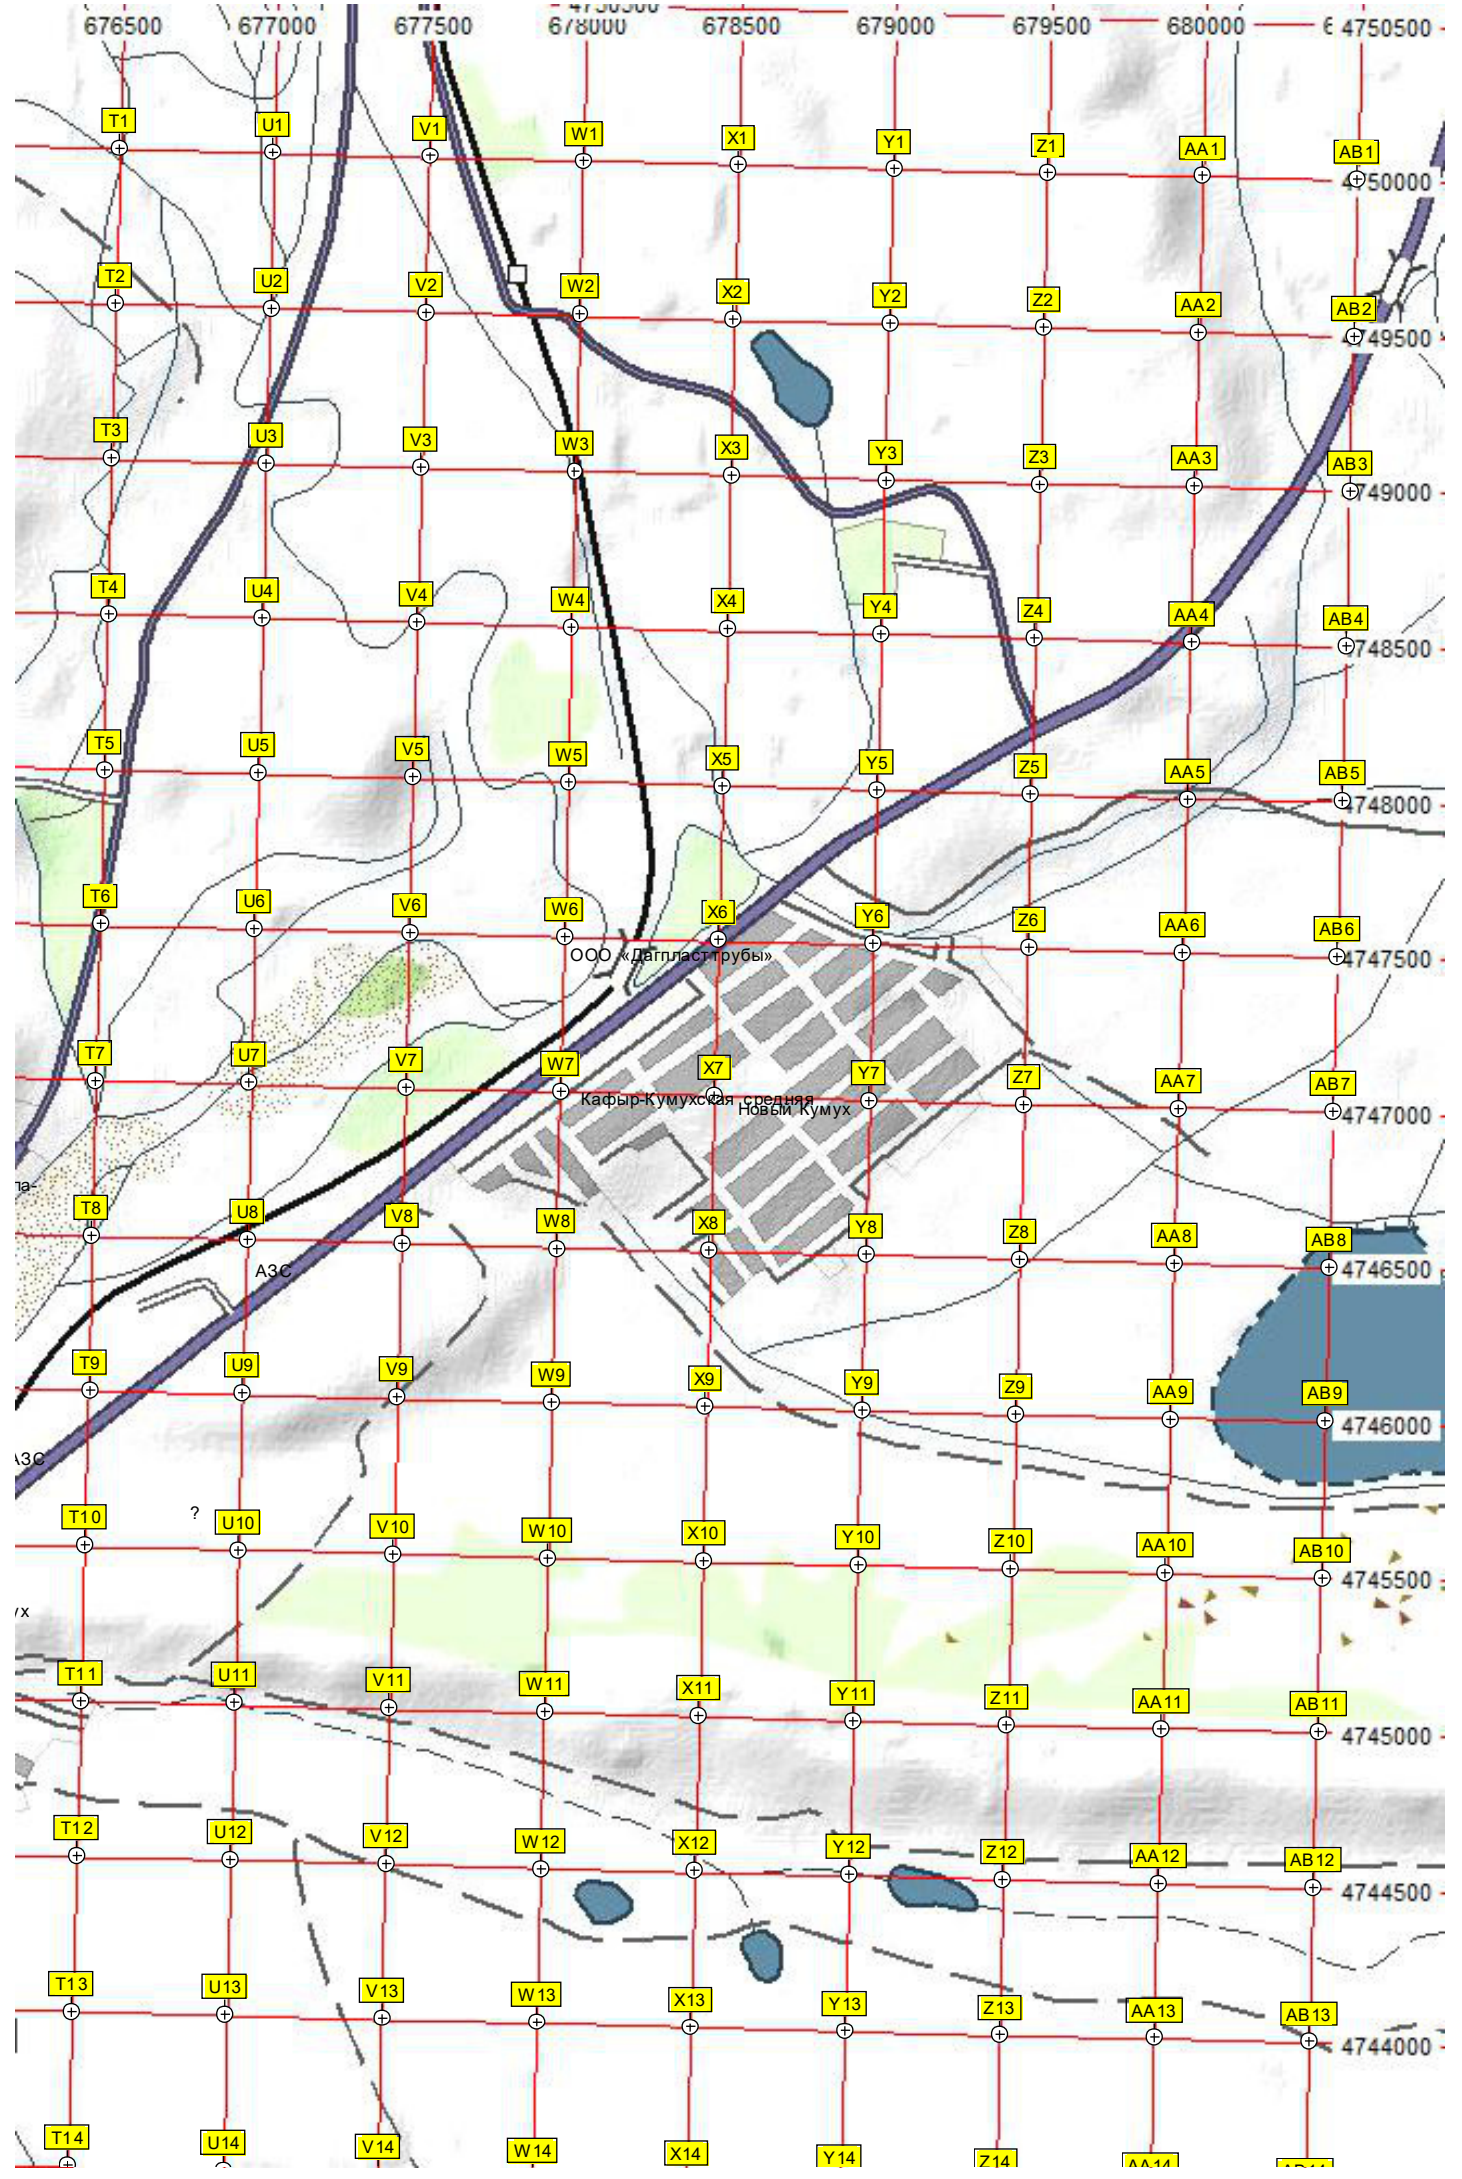 4750500
676500 677000 677500 678000 678500 679000 679500 680000 6 4750500
T1 U1 V1 W1 X1 Y1 Z1 AA1 AB1
4750000
T2 U2 V2 W2 X2 Y2 Z2 AA2 AB2
4749500
T3 U3 V3 W3 X3 Y3 Z3 AA3 AB3
4749000
T4 U4 V4 W4 X4 Y4 Z4 AA4 AB4
4748500
T5 U5 V5 W5 X5 Y5 Z5 AA5 AB5
4748000
T6 U6 V6 W6 X6 Y6 Z6 AA6 AB6
ООО «Дагпласттрубы»
4747500
T7 U7 V7 W7 X7 Y7 Z7 AA7 AB7
Кафыр-Кумухская средняя
Новый Кумух
4747000
ла-
T8 U8 V8 W8 X8 Y8 Z8 AA8 AB8
АЗС
4746500
T9 U9 V9 W9 X9 Y9 Z9 AA9 AB9
4746000
АЗС
?
T10 U10 V10 W10 X10 Y10 Z10 AA10 AB10
4745500
ух
T11 U11 V11 W11 X11 Y11 Z11 AA11 AB11
4745000
T12 U12 V12 W12 X12 Y12 Z12 AA12 AB12
4744500
T13 U13 V13 W13 X13 Y13 Z13 AA13 AB13
4744000
T14 U14 V14 W14 X14 Y14 Z14 AA14 AB14